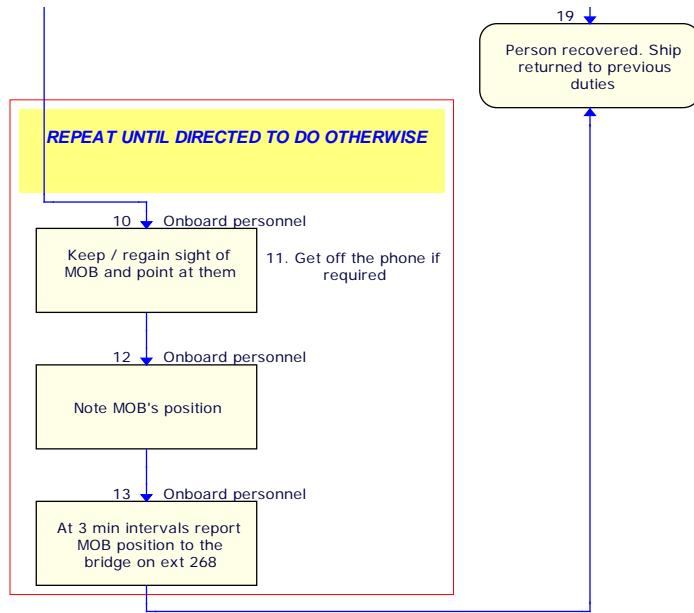 19
Person recovered. Ship
returned to previous
duties
REPEAT UNTIL DIRECTED TO DO OTHERWISE
10 Onboard personnel
Keep / regain sight of
MOB and point at them
11. Get off the phone if
required
12 Onboard personnel
Note MOB's position
13 Onboard personnel
At 3 min intervals report
MOB position to the
bridge on ext 268